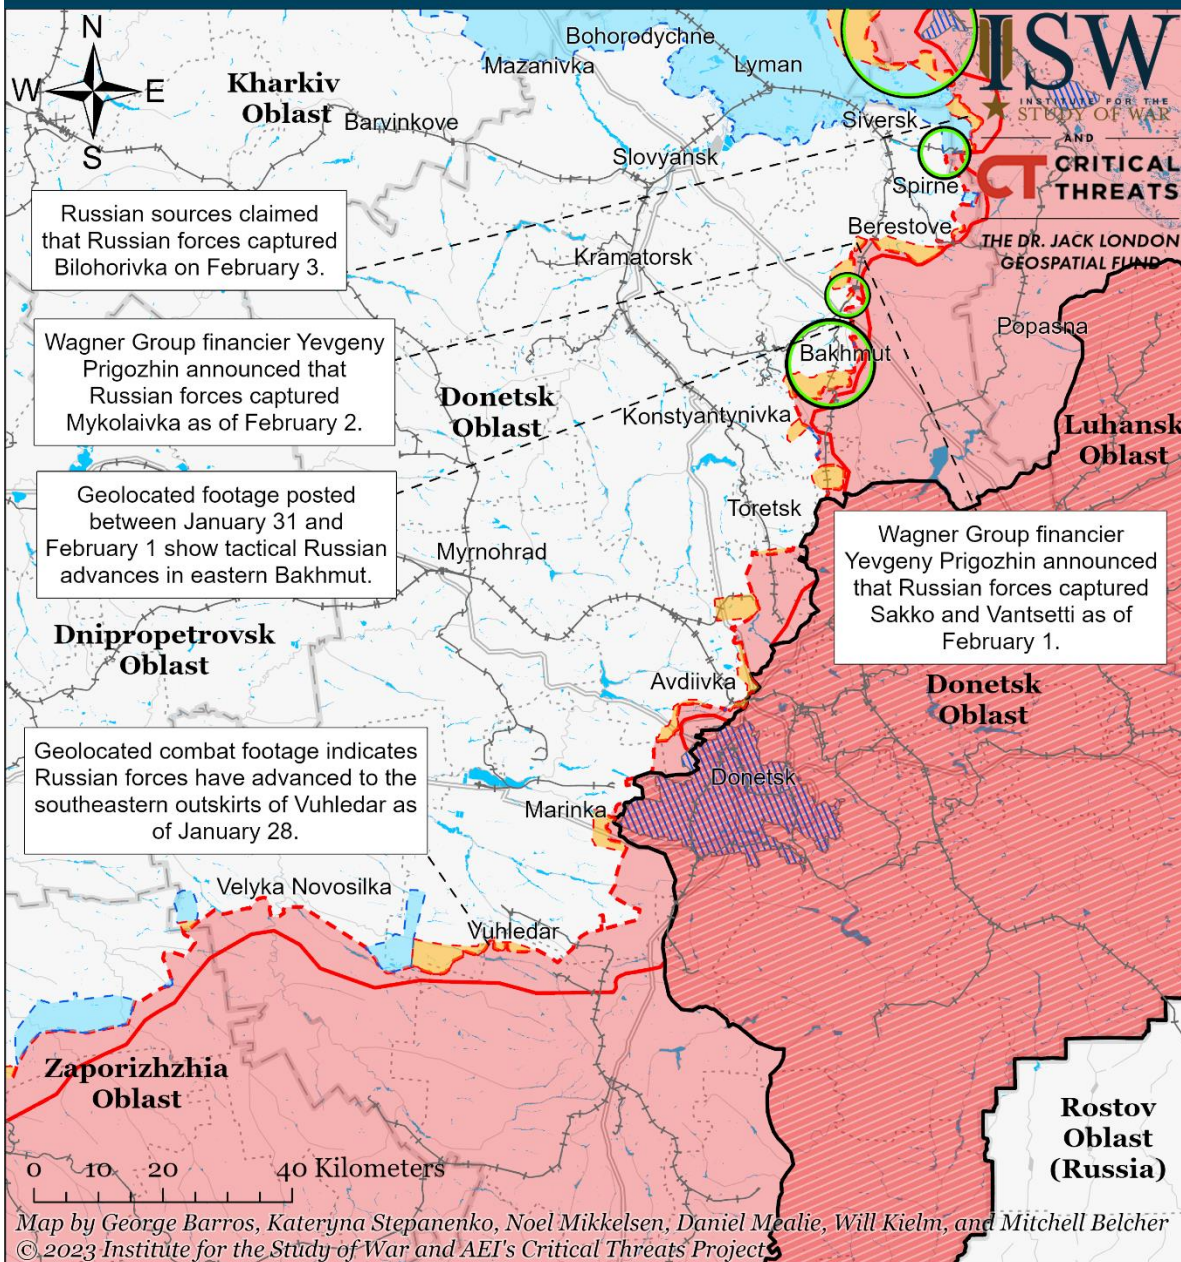 N
W E
S
ISW
INSTITUTE FOR THE
STUDY OF WAR
AND
CT CRITICAL
THREATS
THE DR. JACK LONDON
GEOSPATIAL FUND
Bohorodychne
Mazanivka
Lyman
Kharkiv
Oblast
Barvinkove
Siversk
Slovyansk
Spirne
Russian sources claimed
that Russian forces captured
Bilohorivka on February 3.
Berestove
Kramatorsk
Popasna
Wagner Group financier Yevgeny
Prigozhin announced that
Russian forces captured
Mykolaivka as of February 2.
Bakhmut
Donetsk
Oblast
Konstyantynivka
Luhansk
Oblast
Geolocated footage posted
between January 31 and
February 1 show tactical Russian
advances in eastern Bakhmut.
Toretsk
Myrnohrad
Wagner Group financier
Yevgeny Prigozhin announced
that Russian forces captured
Sakko and Vantsetti as of
February 1.
Dnipropetrovsk
Oblast
Avdiivka
Donetsk
Oblast
Geolocated combat footage indicates
Russian forces have advanced to the
southeastern outskirts of Vuhledar as
of January 28.
Donetsk
Marinka
Velyka Novosilka
Vuhledar
Zaporizhzhia
Oblast
Rostov
Oblast
(Russia)
0 10 20 40 Kilometers
Map by George Barros, Kateryna Stepanenko, Noel Mikkelsen, Daniel Mealie, Will Kielm, and Mitchell Belcher
© 2023 Institute for the Study of War and AEI's Critical Threats Project